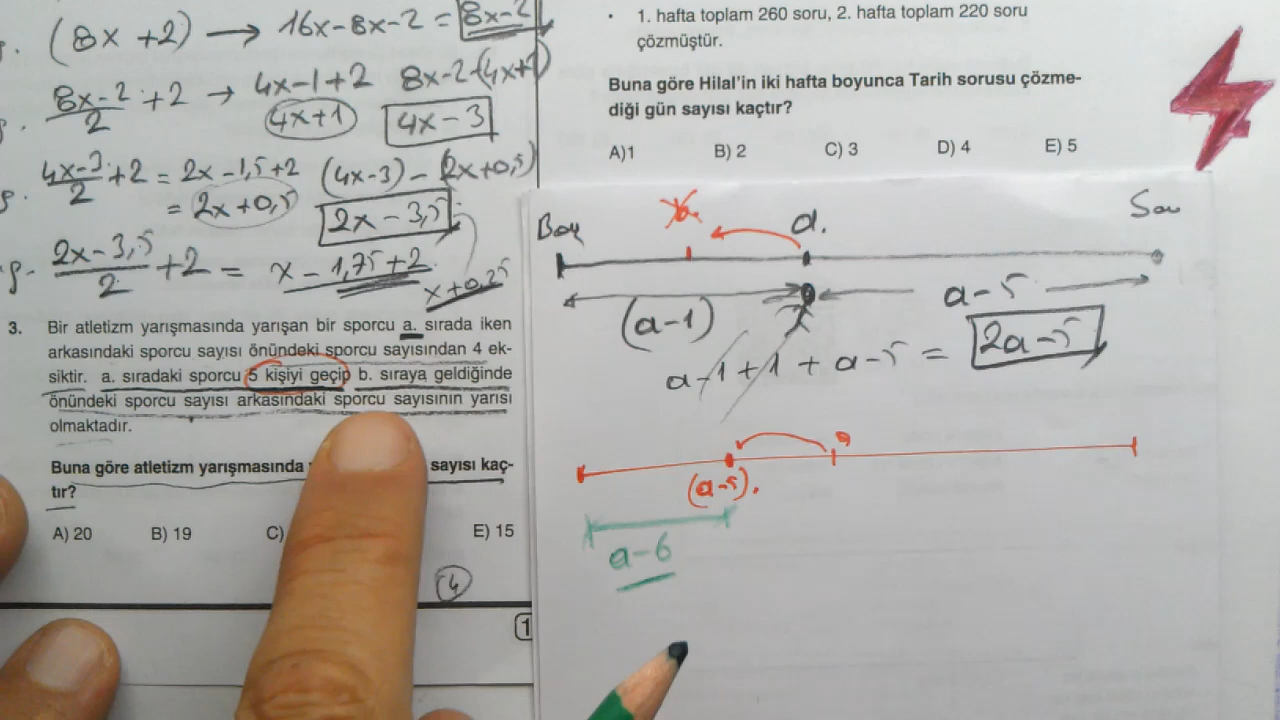 (8x + 2) → 16x-8x-2 = 8x-2
8x-2/2 + 2 → 4x-1+2 8x-2-(4x+1)
4x+1 4x-3
4x-3/2 + 2 = 2x-1,5+2 (4x-3) - (2x+0,5)
= 2x+0,5 2x-3,5
2x-3,5/2 + 2 = x-1,75+2
x+0,25
3. Bir atletizm yarışmasında yarışan bir sporcu a. sırada iken
arkasındaki sporcu sayısı önündeki sporcu sayısından 4 ek-
siktir. a. sıradaki sporcu 5 kişiyi geçip b. sıraya geldiğinde
önündeki sporcu sayısı arkasındaki sporcu sayısının yarısı
olmaktadır.
Buna göre atletizm yarışmasında sayısı kaç-
tır?
A) 20 B) 19 C) E) 15
4
1
• 1. hafta toplam 260 soru, 2. hafta toplam 220 soru
çözmüştür.
Buna göre Hilal'in iki hafta boyunca Tarih sorusu çözme-
diği gün sayısı kaçtır?
A)1 B) 2 C) 3 D) 4 E) 5
a. Son
(a-1) a-5
a-1+1 + a-5 = 2a-5
a
(a-5).
a-6